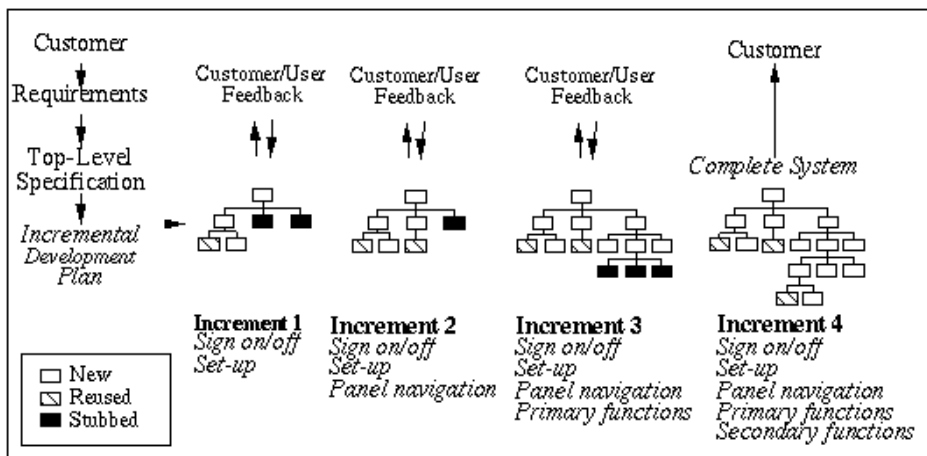 Customer
Requirements
Top-Level
Specification
Incremental
Development
Plan
Customer/User
Feedback
Increment 1
Sign on/off
Set-up
Customer/User
Feedback
Increment 2
Sign on/off
Set-up
Panel navigation
Customer/User
Feedback
Increment 3
Sign on/off
Set-up
Panel navigation
Primary functions
Customer
Complete System
Increment 4
Sign on/off
Set-up
Panel navigation
Primary functions
Secondary functions
New
Reused
Stubbed